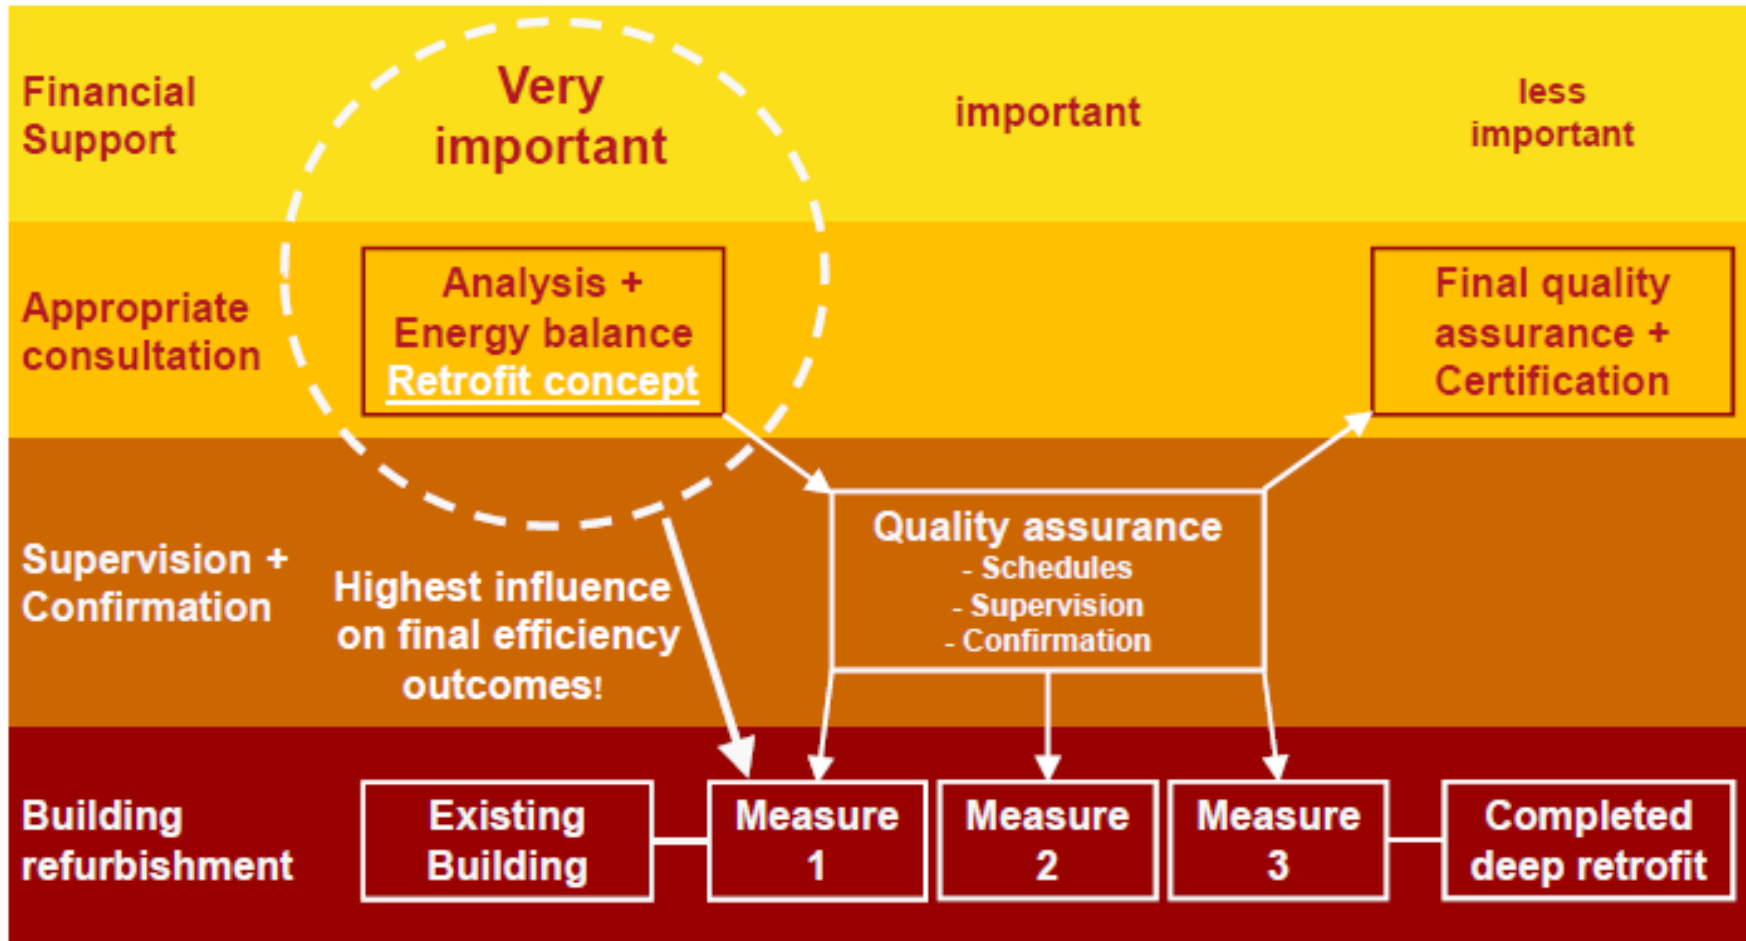 Financial
Support
Very
important
important
less
important
Appropriate
consultation
Analysis +
Energy balance
Retrofit concept
Final quality
assurance +
Certification
Supervision +
Confirmation
Highest influence
on final efficiency
outcomes!
Quality assurance
- Schedules
- Supervision
- Confirmation
Building
refurbishment
Existing
Building
Measure
1
Measure
2
Measure
3
Completed
deep retrofit